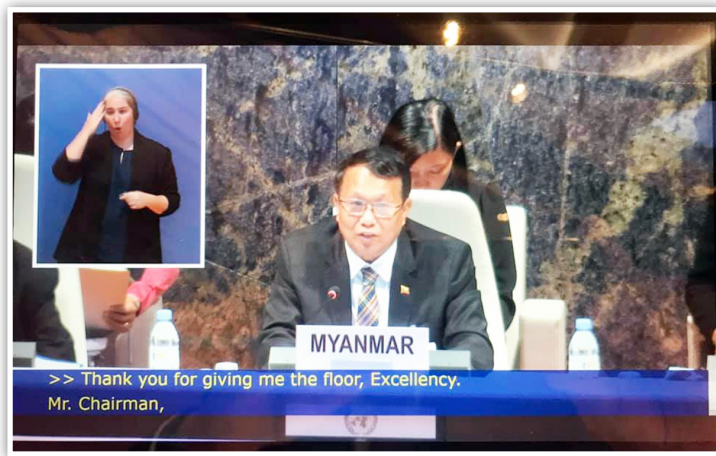 MYANMAR
>> Thank you for giving me the floor, Excellency.
Mr. Chairman,